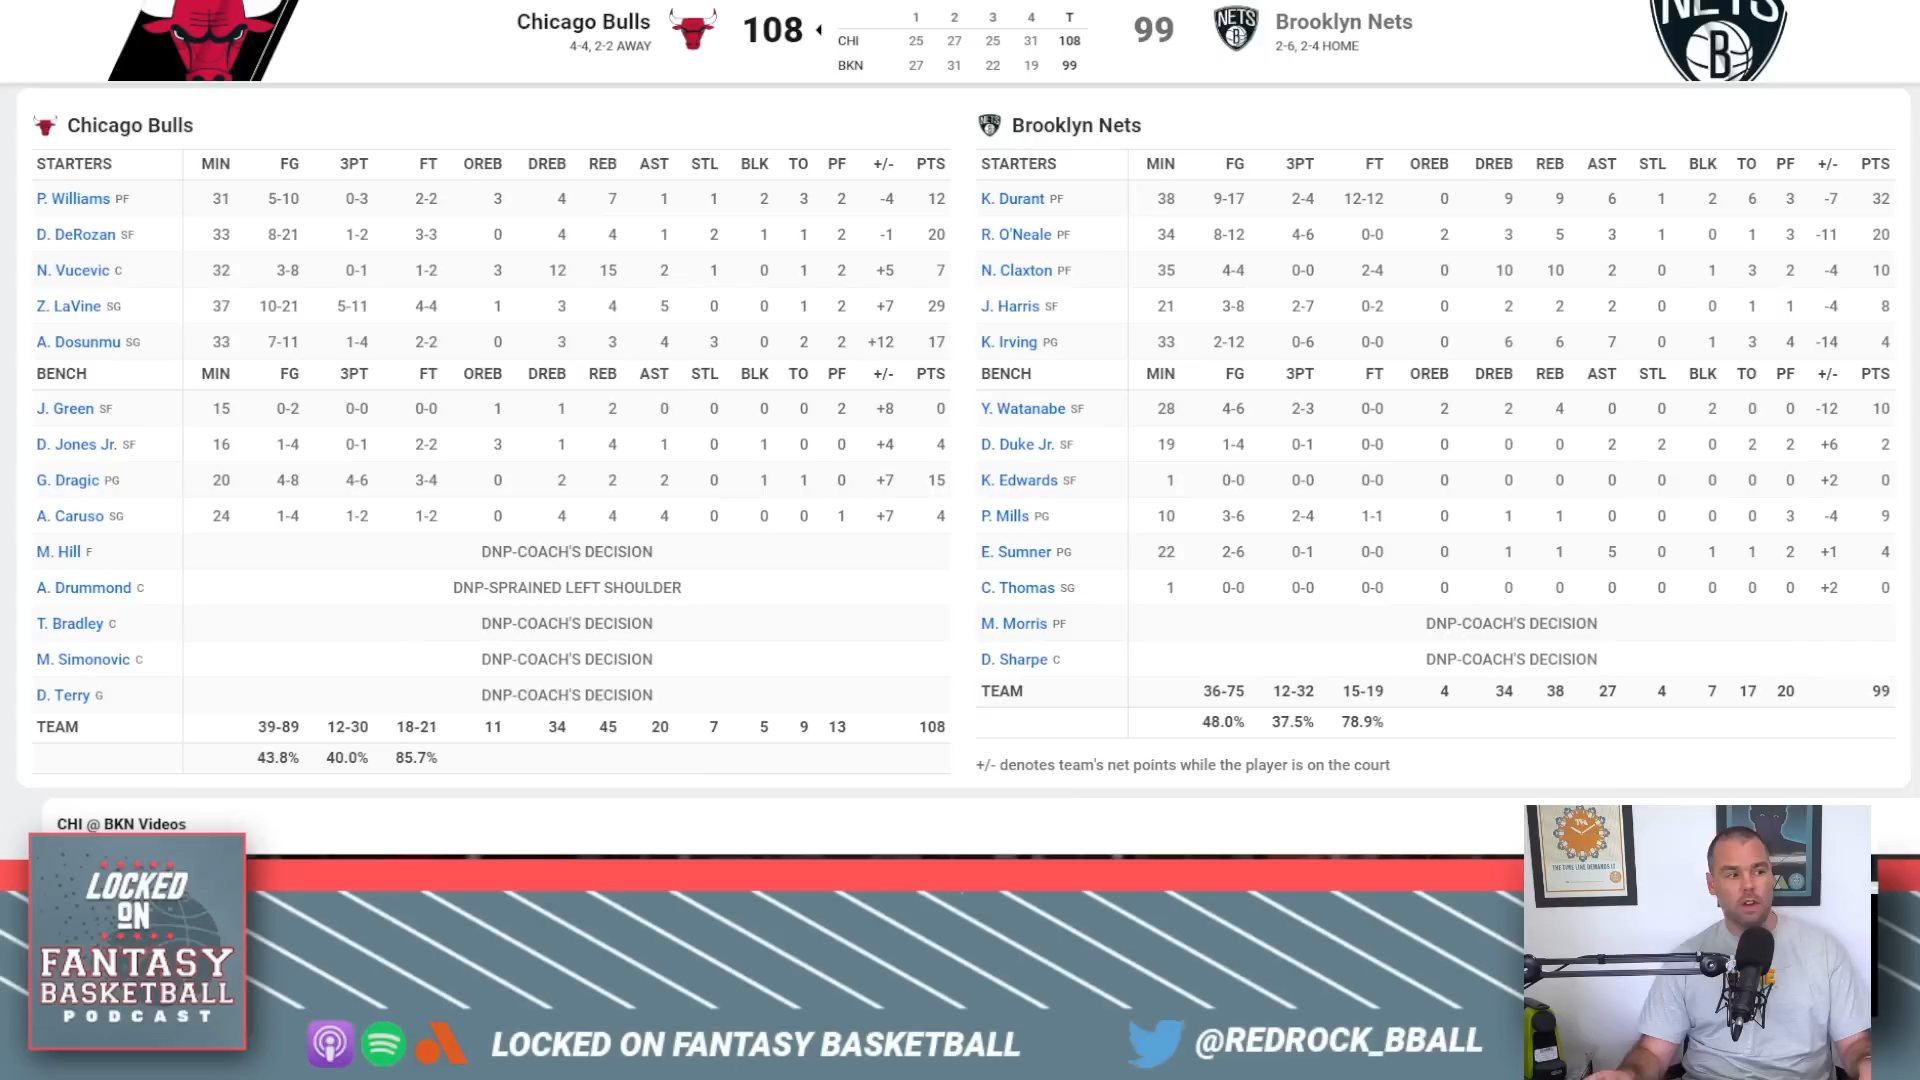 Chicago Bulls
4-4, 2-2 AWAY
108
1 2 3 4 T
CHI 25 27 25 31 108
BKN 27 31 22 19 99
99
NETS
Brooklyn Nets
2-6, 2-4 HOME
NETS
B
Chicago Bulls
STARTERS MIN FG 3PT FT OREB DREB REB AST STL BLK TO PF +/- PTS
P. Williams PF 31 5-10 0-3 2-2 3 4 7 1 1 2 3 2 -4 12
D. DeRozan SF 33 8-21 1-2 3-3 0 4 4 1 2 1 1 2 -1 20
N. Vucevic C 32 3-8 0-1 1-2 3 12 15 2 1 0 1 2 +5 7
Z. LaVine SG 37 10-21 5-11 4-4 1 3 4 5 0 0 1 2 +7 29
A. Dosunmu SG 33 7-11 1-4 2-2 0 3 3 4 3 0 2 2 +12 17
BENCH MIN FG 3PT FT OREB DREB REB AST STL BLK TO PF +/- PTS
J. Green SF 15 0-2 0-0 0-0 1 1 2 0 0 0 0 2 +8 0
D. Jones Jr. SF 16 1-4 0-1 2-2 3 1 4 1 0 1 0 0 +4 4
G. Dragic PG 20 4-8 4-6 3-4 0 2 2 2 0 1 1 0 +7 15
A. Caruso SG 24 1-4 1-2 1-2 0 4 4 4 0 0 0 1 +7 4
M. Hill F DNP-COACH'S DECISION
A. Drummond C DNP-SPRAINED LEFT SHOULDER
T. Bradley C DNP-COACH'S DECISION
M. Simonovic C DNP-COACH'S DECISION
D. Terry G DNP-COACH'S DECISION
TEAM 39-89 12-30 18-21 11 34 45 20 7 5 9 13 108
43.8% 40.0% 85.7%
Brooklyn Nets
STARTERS MIN FG 3PT FT OREB DREB REB AST STL BLK TO PF +/- PTS
K. Durant PF 38 9-17 2-4 12-12 0 9 9 6 1 2 6 3 -7 32
R. O'Neale PF 34 8-12 4-6 0-0 2 3 5 3 1 0 1 3 -11 20
N. Claxton PF 35 4-4 0-0 2-4 0 10 10 2 0 1 3 2 -4 10
J. Harris SF 21 3-8 2-7 0-2 0 2 2 2 0 0 1 1 -4 8
K. Irving PG 33 2-12 0-6 0-0 0 6 6 7 0 1 3 4 -14 4
BENCH MIN FG 3PT FT OREB DREB REB AST STL BLK TO PF +/- PTS
Y. Watanabe SF 28 4-6 2-3 0-0 2 2 4 0 0 2 0 0 -12 10
D. Duke Jr. SF 19 1-4 0-1 0-0 0 0 0 2 2 0 2 2 +6 2
K. Edwards SF 1 0-0 0-0 0-0 0 0 0 0 0 0 0 0 +2 0
P. Mills PG 10 3-6 2-4 1-1 0 1 1 0 0 0 0 3 -4 9
E. Sumner PG 22 2-6 0-1 0-0 0 1 1 5 0 1 1 2 +1 4
C. Thomas SG 1 0-0 0-0 0-0 0 0 0 0 0 0 0 0 +2 0
M. Morris PF DNP-COACH'S DECISION
D. Sharpe C DNP-COACH'S DECISION
TEAM 36-75 12-32 15-19 4 34 38 27 4 7 17 20 99
48.0% 37.5% 78.9%
+/- denotes team's net points while the player is on the court
CHI @ BKN Videos
LOCKED
ON
FANTASY
BASKETBALL
PODCAST
LOCKED ON FANTASY BASKETBALL
@REDROCK_BBALL